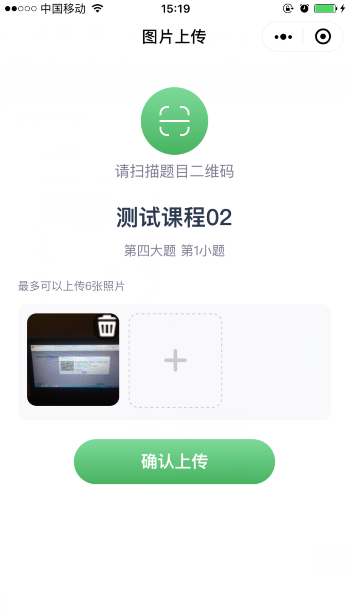 中国移动
15:19
图片上传
请扫描题目二维码
测试课程02
第四大题 第1小题
最多可以上传6张照片
确认上传